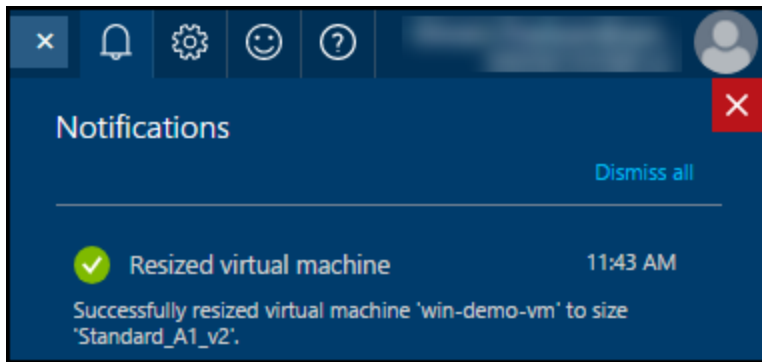 Notifications
Dismiss all
Resized virtual machine 11:43 AM
Successfully resized virtual machine 'win-demo-vm' to size
'Standard_A1_v2'.